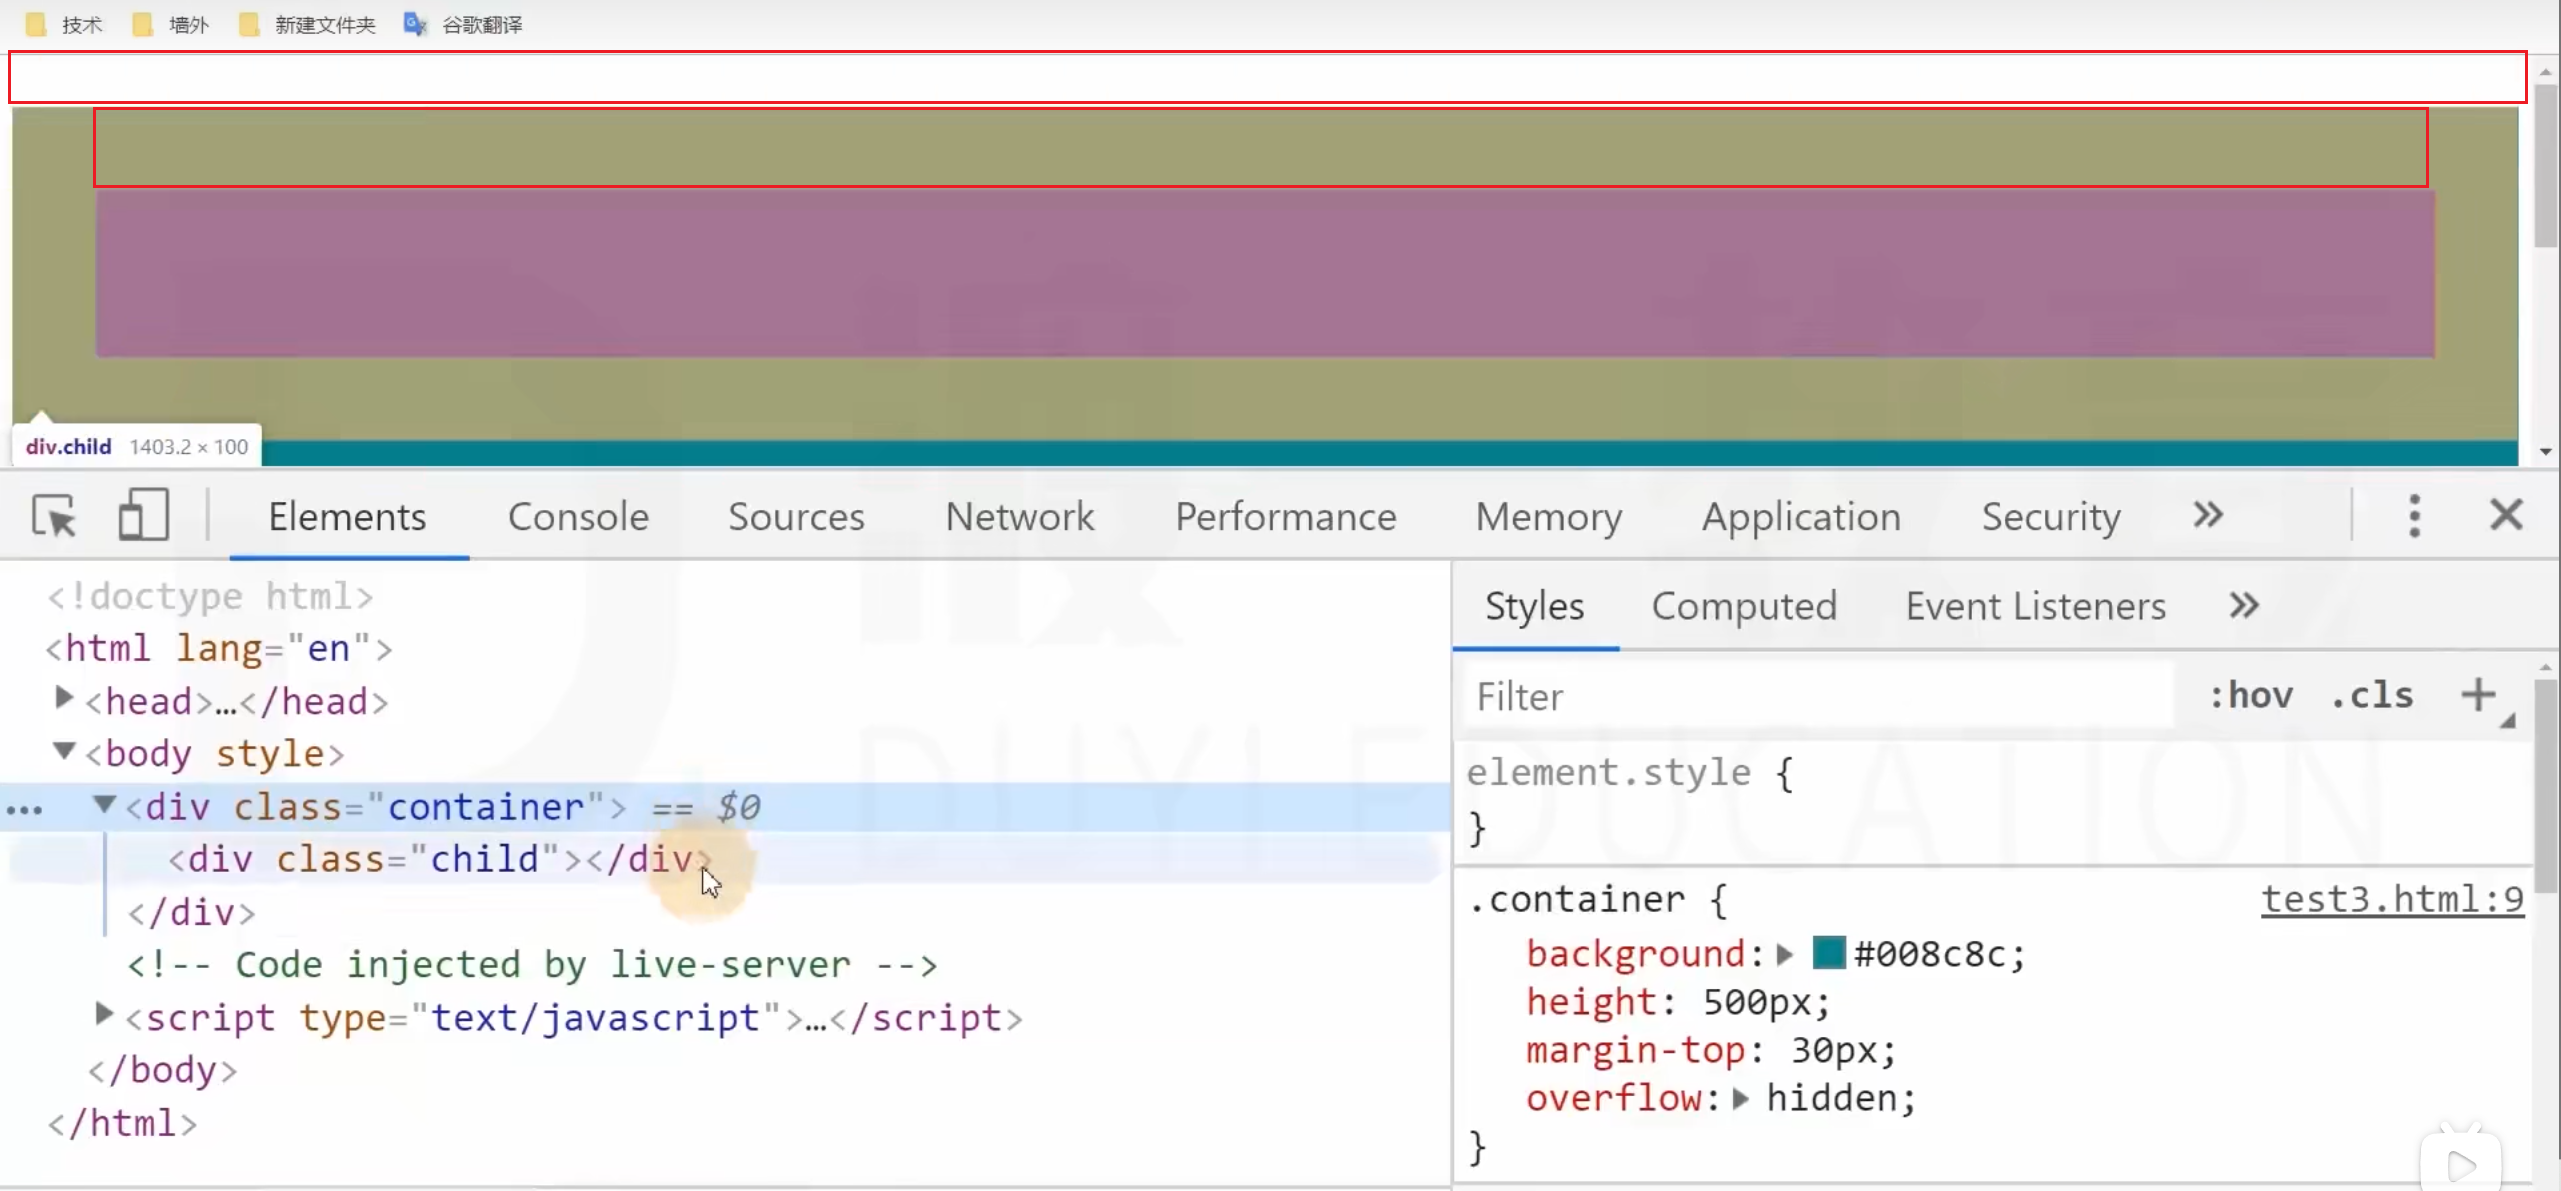 技术 墙外 新建文件夹 谷歌翻译
div.child 1403.2 × 100
Elements Console Sources Network Performance Memory Application Security
<!doctype html>
<html lang="en">
<head>…</head>
<body style>
<div class="container"> == $0
<div class="child"></div>
</div>
<!-- Code injected by live-server -->
<script type="text/javascript">…</script>
</body>
</html>
Styles Computed Event Listeners
Filter :hov .cls
element.style {
}
.container { test3.html:9
background: #008c8c;
height: 500px;
margin-top: 30px;
overflow: hidden;
}
DUYI EDUCATION